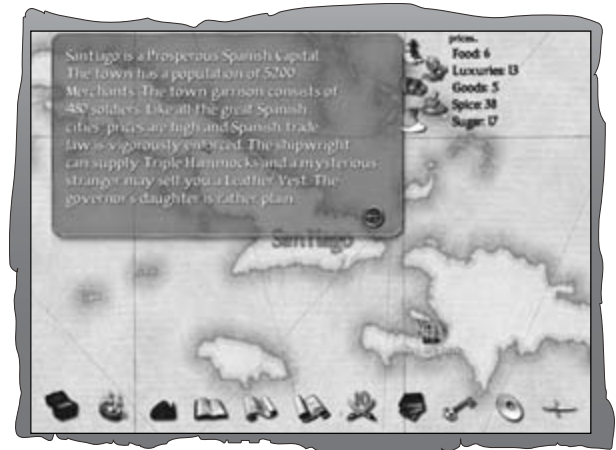 Santiago is a Prosperous Spanish Capital
The town has a population of 5200
Merchants. The town garrison consists of
480 soldiers. Like all the great Spanish
cities, prices are high and Spanish trade
law is vigorously enforced. The shipwright
can supply Triple Hammocks and a mysterious
stranger may sell you a Leather Vest. The
governor's daughter is rather plain.
prices..
Food: 6
Luxuries: 13
Goods: 5
Spice: 38
Sugar: 17
Santiago